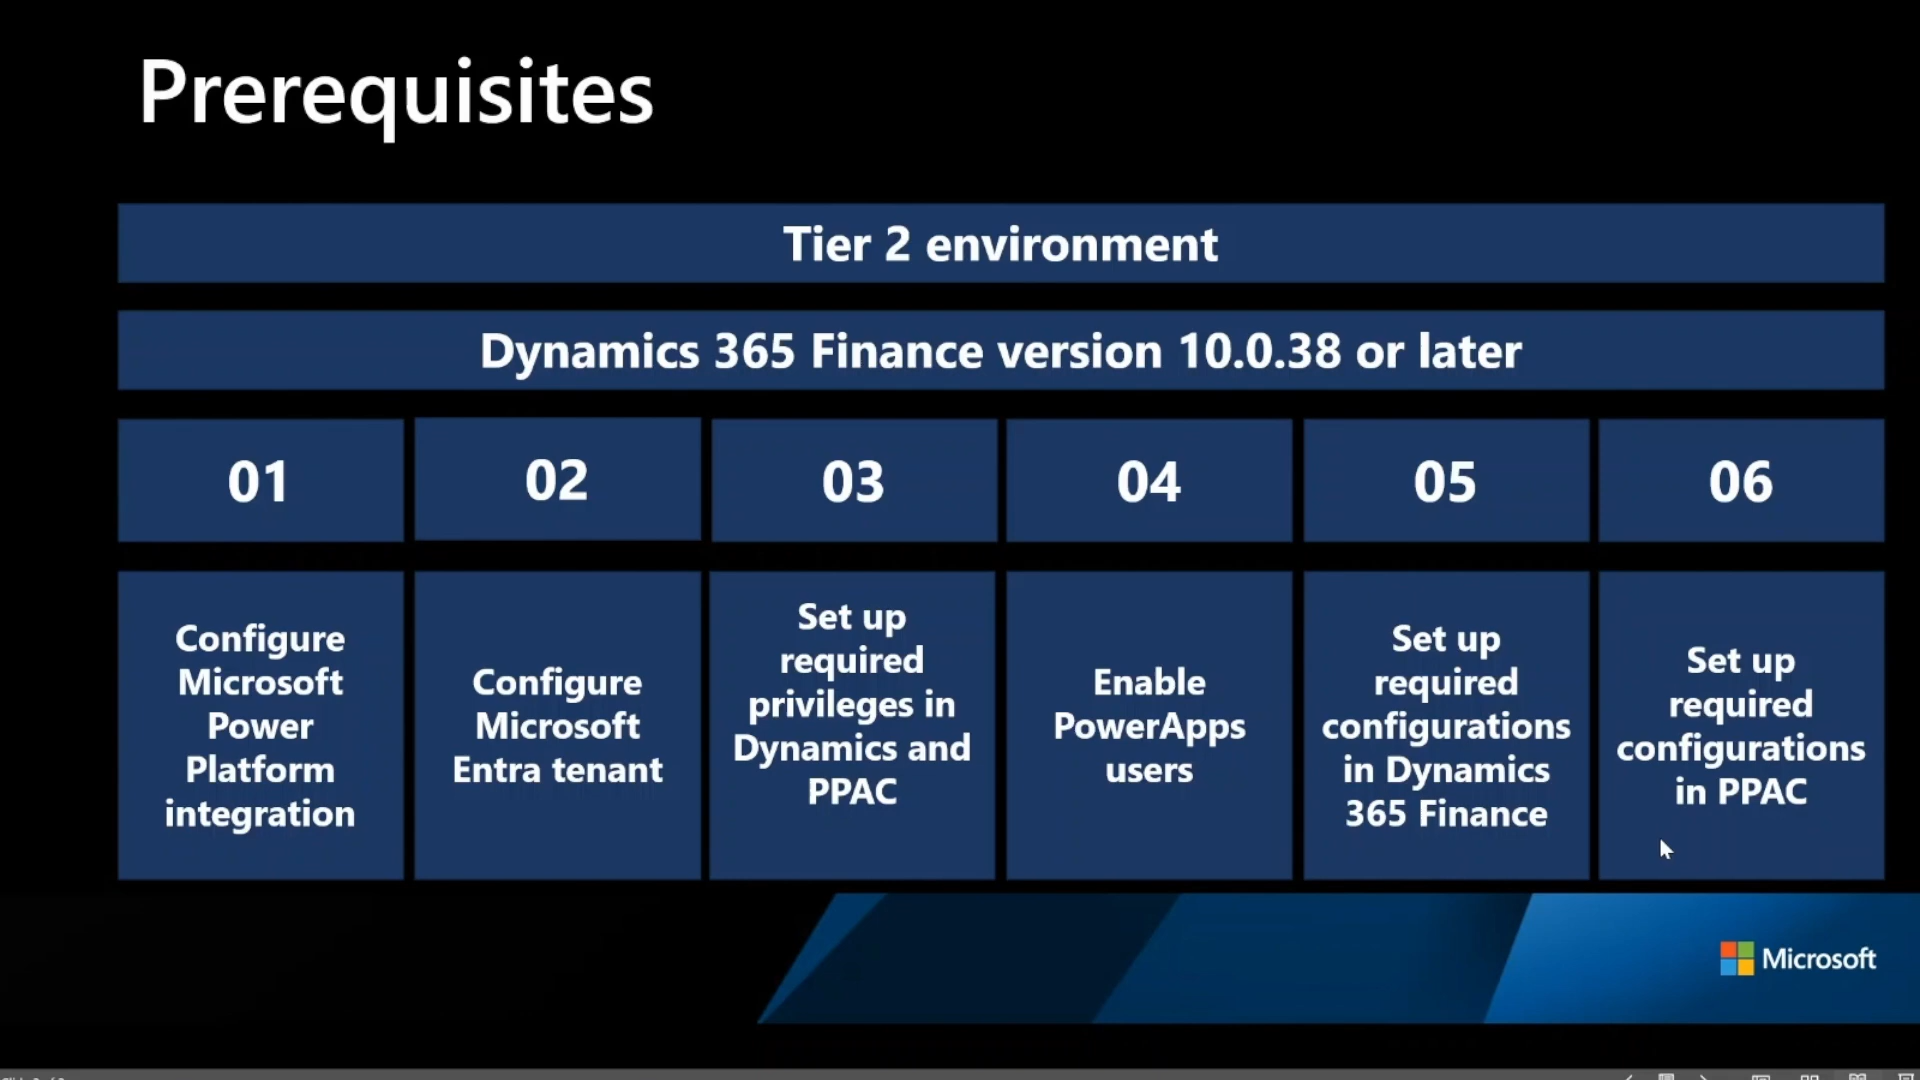 Prerequisites
Tier 2 environment
Dynamics 365 Finance version 10.0.38 or later
01
02
03
04
05
06
Configure
Microsoft
Power
Platform
integration
Configure
Microsoft
Entra tenant
Set up
required
privileges in
Dynamics and
PPAC
Enable
PowerApps
users
Set up
required
configurations
in Dynamics
365 Finance
Set up
required
configurations
in PPAC
Microsoft